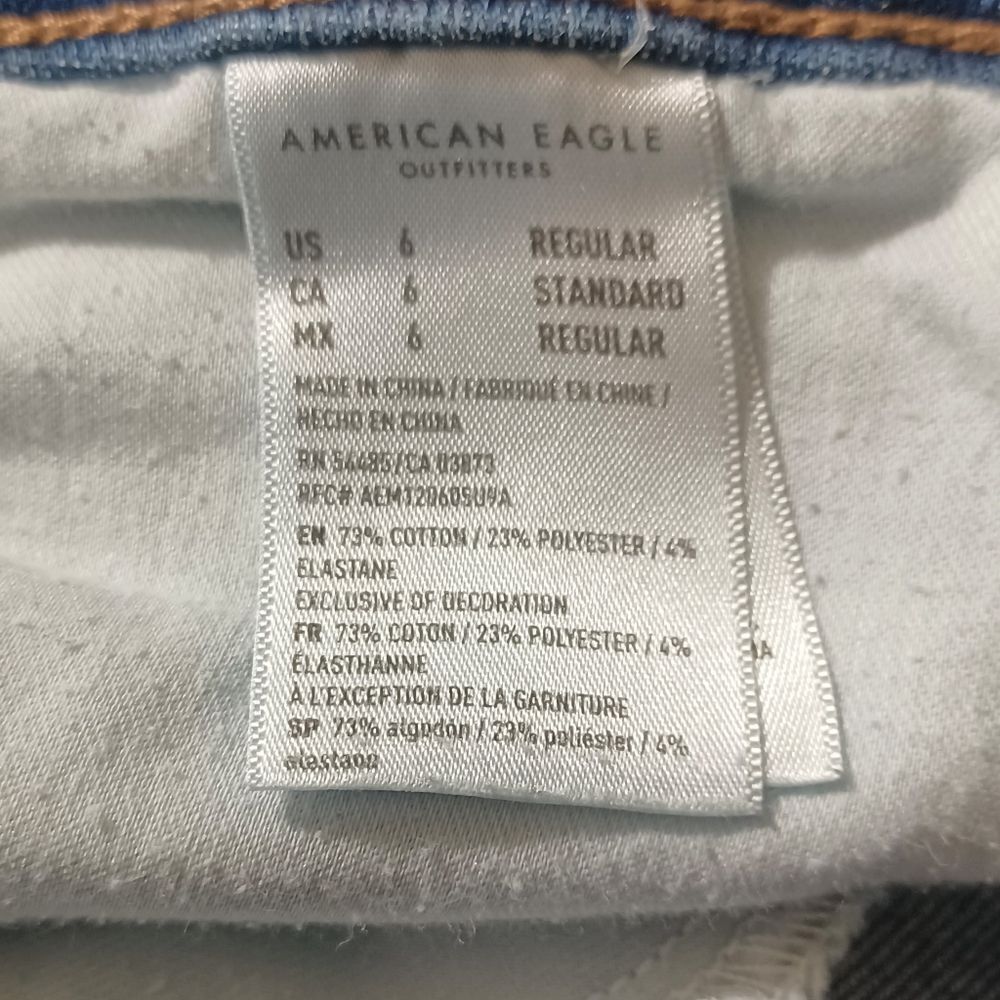 AMERICAN EAGLE
OUTFITTERS
US 6 REGULAR
CA 6 STANDARD
MX 6 REGULAR
MADE IN CHINA / FABRIQUÉ EN CHINE /
HECHO EN CHINA
RN 54485/CA 03873
RFC# AEM120605U9A
EN 73% COTTON / 23% POLYESTER / 4%
ELASTANE
EXCLUSIVE OF DECORATION
FR 73% COTON / 23% POLYESTER / 4%
ÉLASTHANNE
À L'EXCEPTION DE LA GARNITURE
SP 73% algodon / 23% poliéster / 4%
elastano